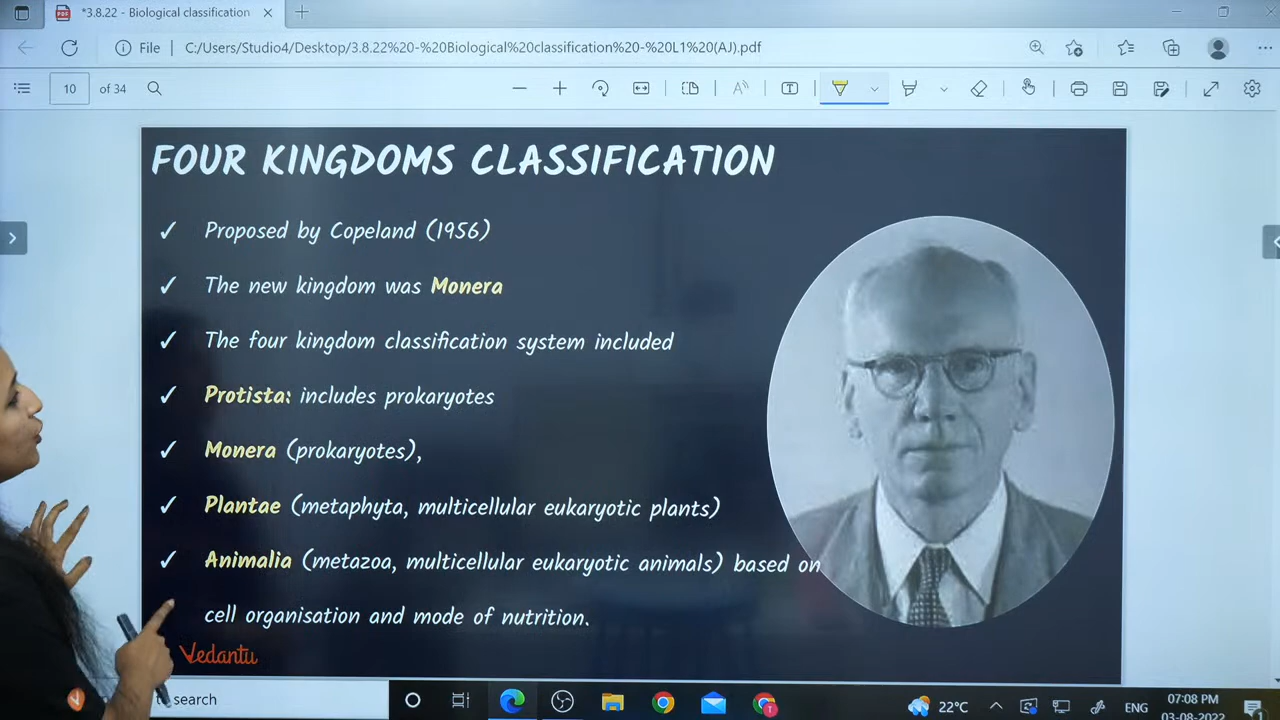 *3.8.22 - Biological classification
File
C:/Users/Studio4/Desktop/3.8.22%20-%20Biological%20classification%20-%20L1%20(AJ).pdf
10 of 34
FOUR KINGDOMS CLASSIFICATION
✓ Proposed by Copeland (1956)
✓ The new kingdom was Monera
✓ The four kingdom classification system included
✓ Protista: includes prokaryotes
✓ Monera (prokaryotes),
✓ Plantae (metaphyta, multicellular eukaryotic plants)
✓ Animalia (metazoa, multicellular eukaryotic animals) based on
cell organisation and mode of nutrition.
Vedantu
to search
22°C
ENG
07:08 PM
03-08-2022